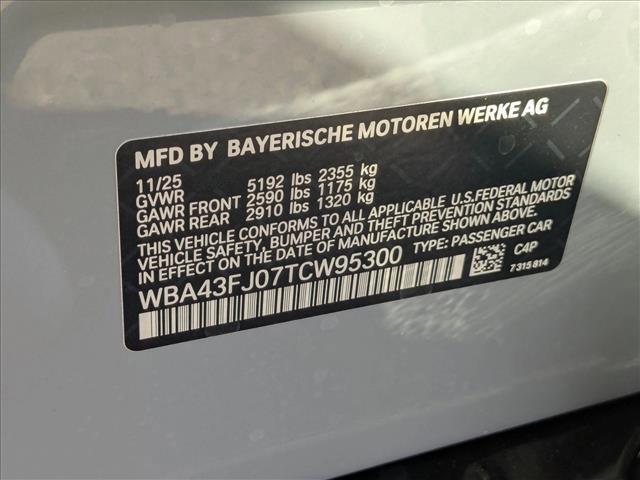 MFD BY BAYERISCHE MOTOREN WERKE AG
11/25
GVWR 5192 lbs 2355 kg
GAWR FRONT 2590 lbs 1175 kg
GAWR REAR 2910 lbs 1320 kg
THIS VEHICLE CONFORMS TO ALL APPLICABLE U.S.FEDERAL MOTOR
VEHICLE SAFETY, BUMPER AND THEFT PREVENTION STANDARDS
IN EFFECT ON THE DATE OF MANUFACTURE SHOWN ABOVE.
WBA43FJ07TCW95300 TYPE: PASSENGER CAR
C4P
7315814